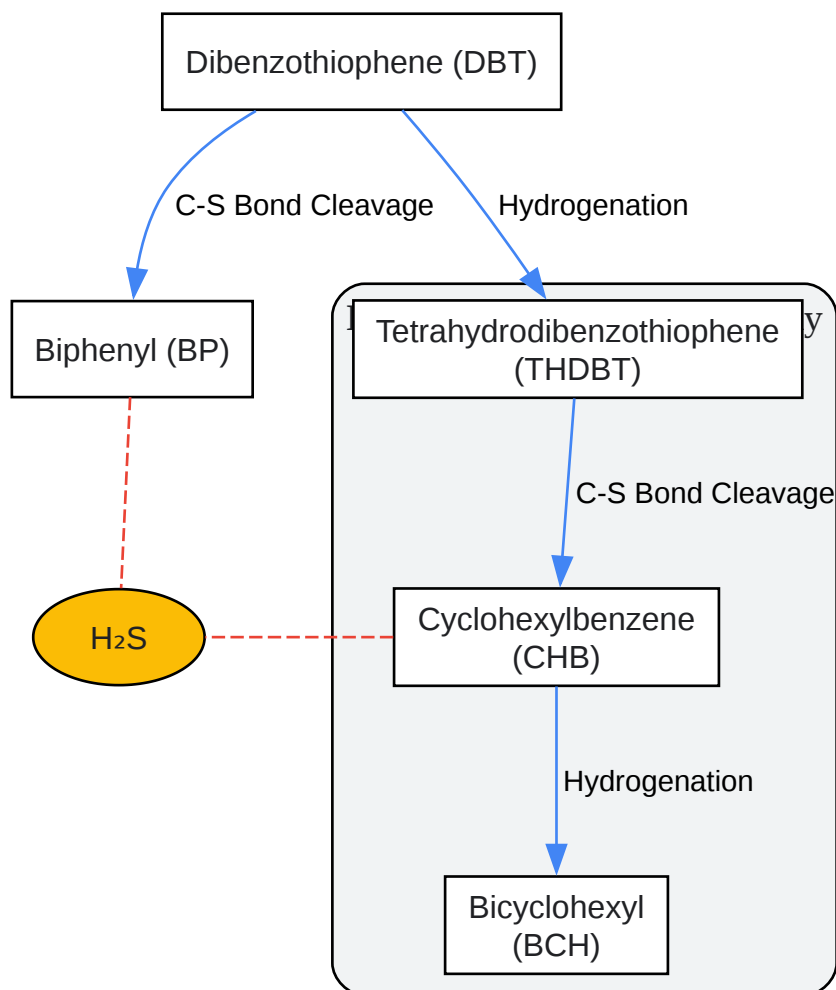 Dibenzothiophene (DBT)
C-S Bond Cleavage
Hydrogenation
Biphenyl (BP)
Tetrahydrodibenzothiophene
(THDBT)
C-S Bond Cleavage
H₂S
Cyclohexylbenzene
(CHB)
Hydrogenation
Bicyclohexyl
(BCH)